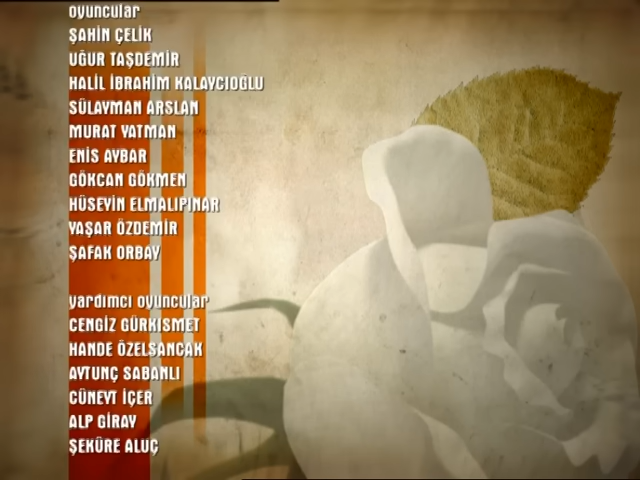 oyuncular
ŞAHİN ÇELİK
UĞUR TAŞDEMİR
HALİL İBRAHİM KALAYCIOĞLU
SÜLAYMAN ARSLAN
MURAT YATMAN
ENİS AYBAR
GÖKCAN GÖKMEN
HÜSEYİN ELMALIPINAR
YAŞAR ÖZDEMİR
ŞAFAK ORBAY
yardımcı oyuncular
CENGİZ GÜRKISMET
HANDE ÖZELSANCAK
AYTUNÇ SABANLI
CÜNEYT İÇER
ALP GİRAY
ŞEKÜRE ALUÇ